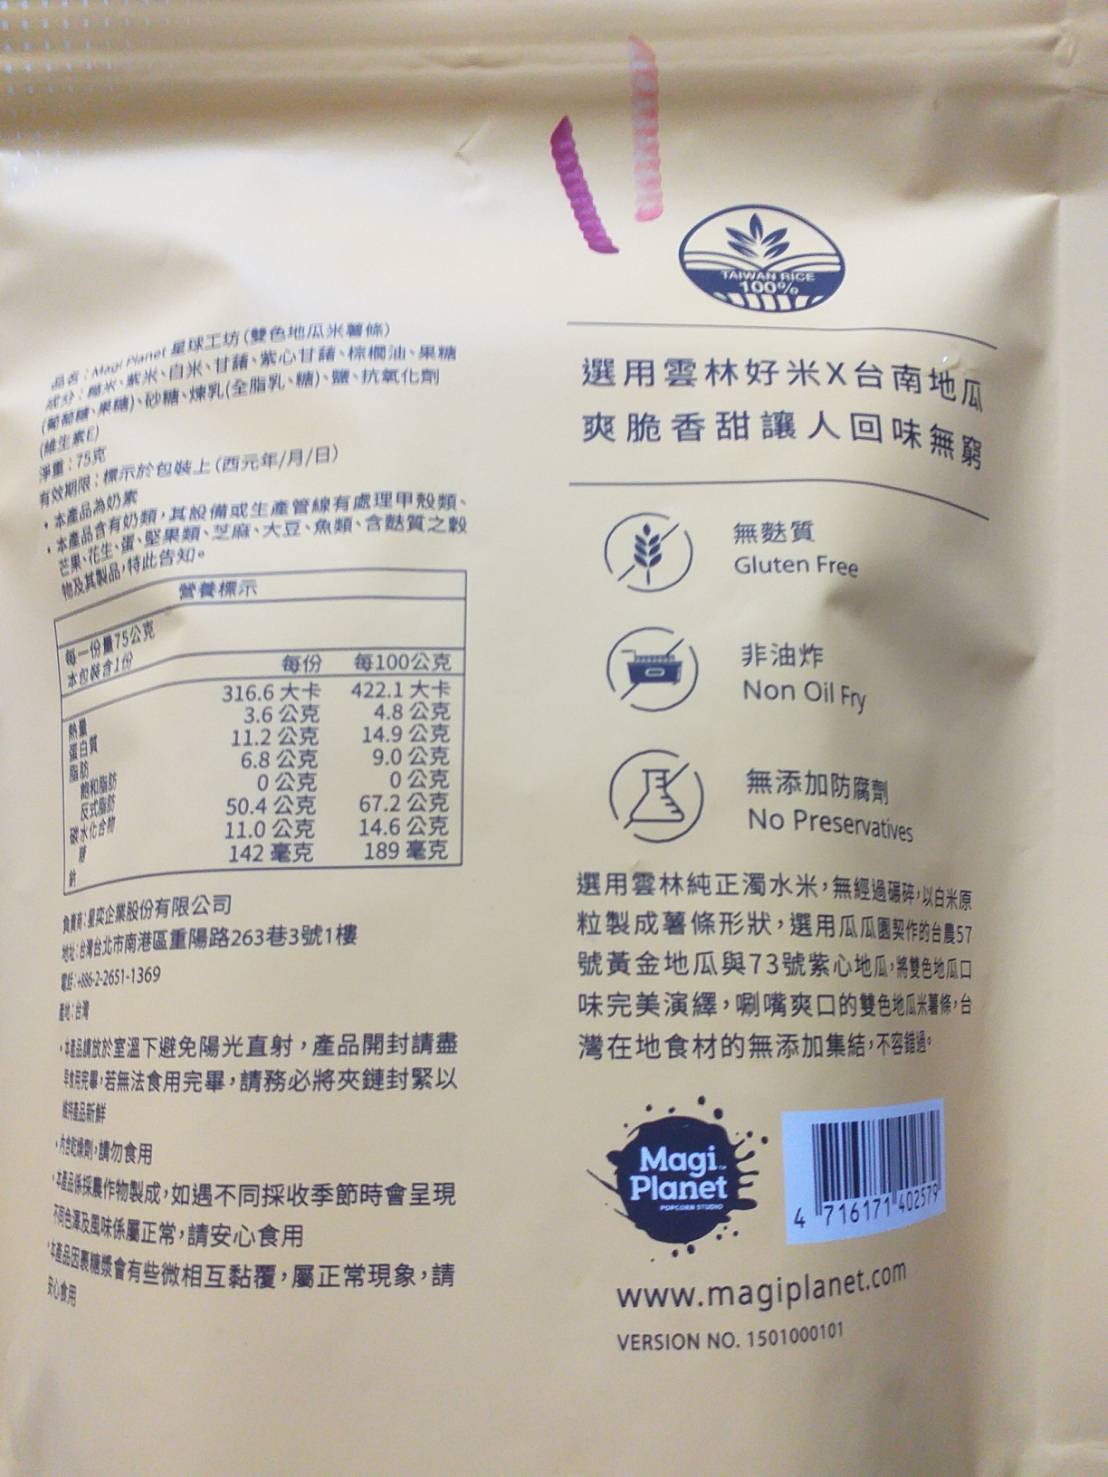 品名：Magi Planet 星球工坊(雙色地瓜米薯條)
成分：糯米、紫米、白米、甘藷、紫心甘藷、棕櫚油、果糖
(葡萄糖、果糖)、砂糖、煉乳(全脂乳、糖)、鹽、抗氧化劑
(維生素E)
淨重：75克
有效期限：標示於包裝上(西元年/月/日)
・本產品為奶素
・本產品含有奶類，其設備或生產管線有處理甲殼類、
芒果、花生、蛋、堅果類、芝麻、大豆、魚類、含麩質之穀
物及其製品，特此告知。
營養標示
每一份量75公克
本包裝含1份
每份 每100公克
熱量 316.6 大卡 422.1 大卡
蛋白質 3.6 公克 4.8 公克
脂肪 11.2 公克 14.9 公克
飽和脂肪 6.8 公克 9.0 公克
反式脂肪 0 公克 0 公克
碳水化合物 50.4 公克 67.2 公克
糖 11.0 公克 14.6 公克
鈉 142 毫克 189 毫克
負責商：星奕企業股份有限公司
地址：台灣台北市南港區重陽路263巷3號1樓
電話：+886-2-2651-1369
產地：台灣
・本產品請放於室溫下避免陽光直射，產品開封請盡
早食用完畢，若無法食用完畢，請務必將夾鏈封緊以
維持產品新鮮
・內含乾燥劑，請勿食用
・本產品係採農作物製成，如遇不同採收季節時會呈現
不同色澤及風味係屬正常，請安心食用
・本產品因裹糖漿會有些微相互黏覆，屬正常現象，請
安心食用
TAIWAN RICE
100%
選用雲林好米X台南地瓜
爽脆香甜讓人回味無窮
無麩質
Gluten Free
非油炸
Non Oil Fry
無添加防腐劑
No Preservatives
選用雲林純正濁水米，無經過碾碎，以白米原
粒製成薯條形狀，選用瓜瓜園契作的台農57
號黃金地瓜與73號紫心地瓜，將雙色地瓜口
味完美演繹，唰嘴爽口的雙色地瓜米薯條，台
灣在地食材的無添加集結，不容錯過。
Magi
Planet
POPCORN STUDIO
4 716171 402579
www.magiplanet.com
VERSION NO. 1501000101